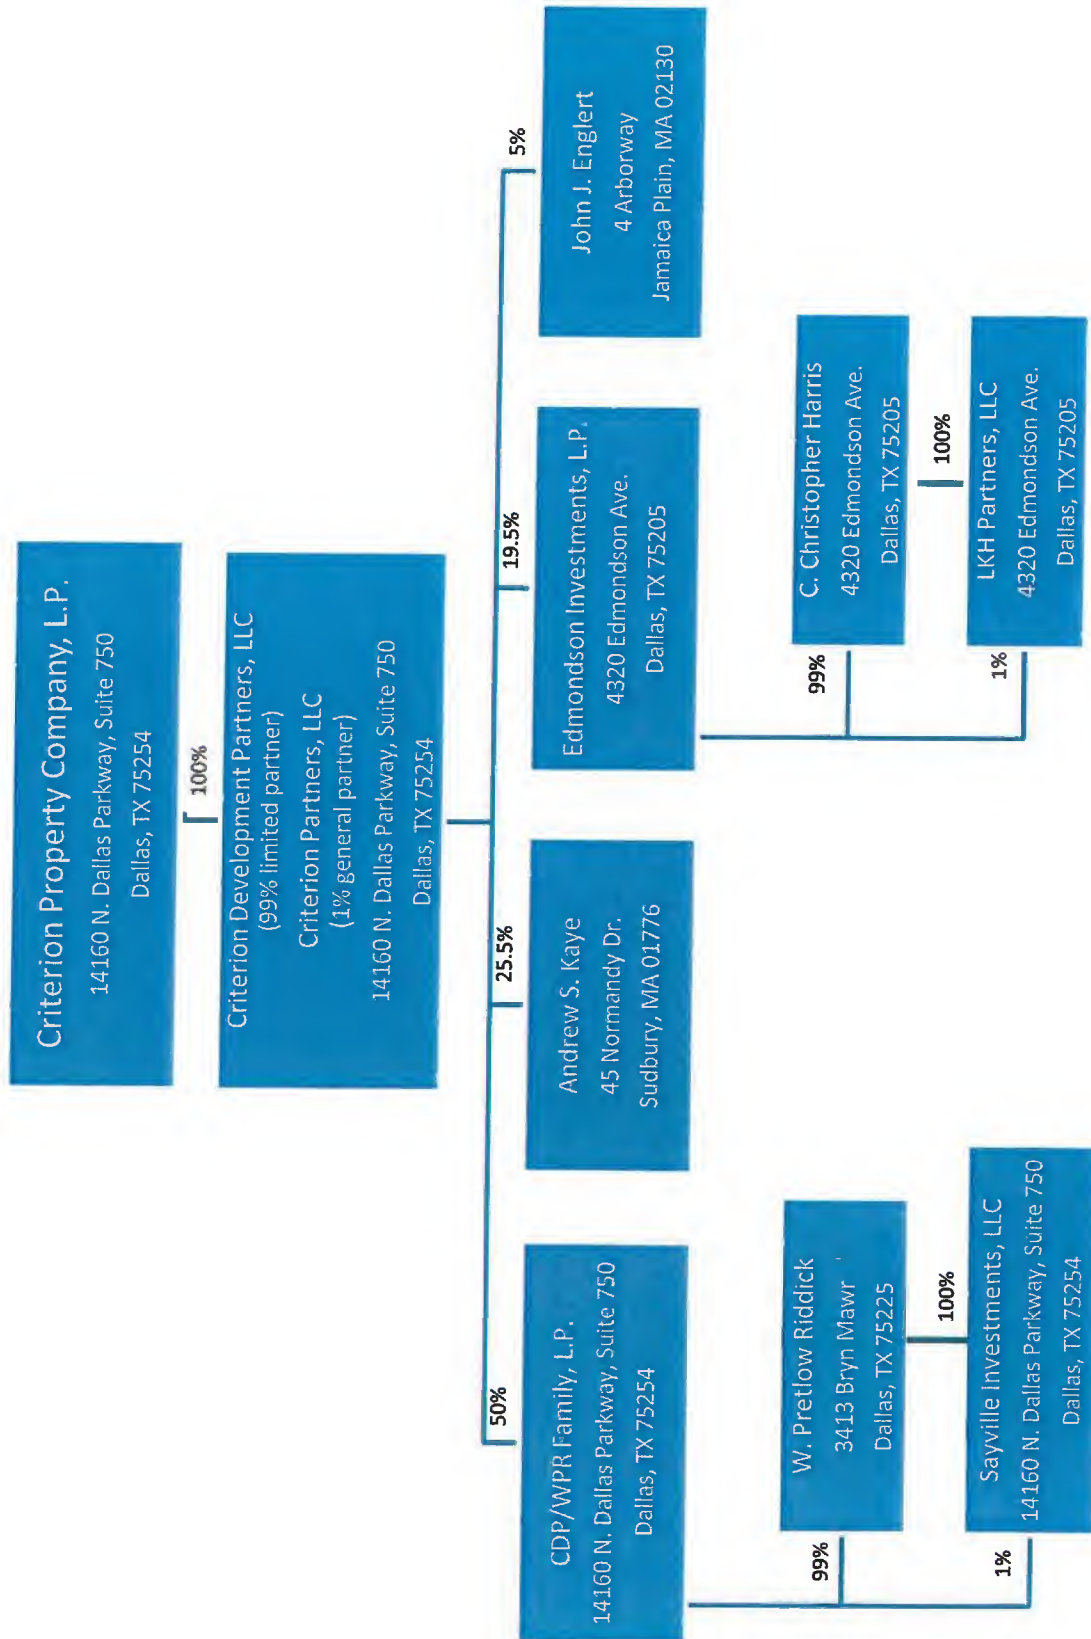 Criterion Property Company, L.P.
14160 N. Dallas Parkway, Suite 750
Dallas, TX 75254
100%
Criterion Development Partners, LLC
(99% limited partner)
Criterion Partners, LLC
(1% general partner)
14160 N. Dallas Parkway, Suite 750
Dallas, TX 75254
50%
25.5%
19.5%
5%
CDP/WPR Family, L.P.
14160 N. Dallas Parkway, Suite 750
Dallas, TX 75254
Andrew S. Kaye
45 Normandy Dr.
Sudbury, MA 01776
Edmondson Investments, L.P.
4320 Edmondson Ave.
Dallas, TX 75205
John J. Englert
4 Arborway
Jamaica Plain, MA 02130
99%
W. Pretlow Riddick
3413 Bryn Mawr
Dallas, TX 75225
100%
1%
Sayville Investments, LLC
14160 N. Dallas Parkway, Suite 750
Dallas, TX 75254
99%
C. Christopher Harris
4320 Edmondson Ave.
Dallas, TX 75205
100%
1%
LKH Partners, LLC
4320 Edmondson Ave.
Dallas, TX 75205